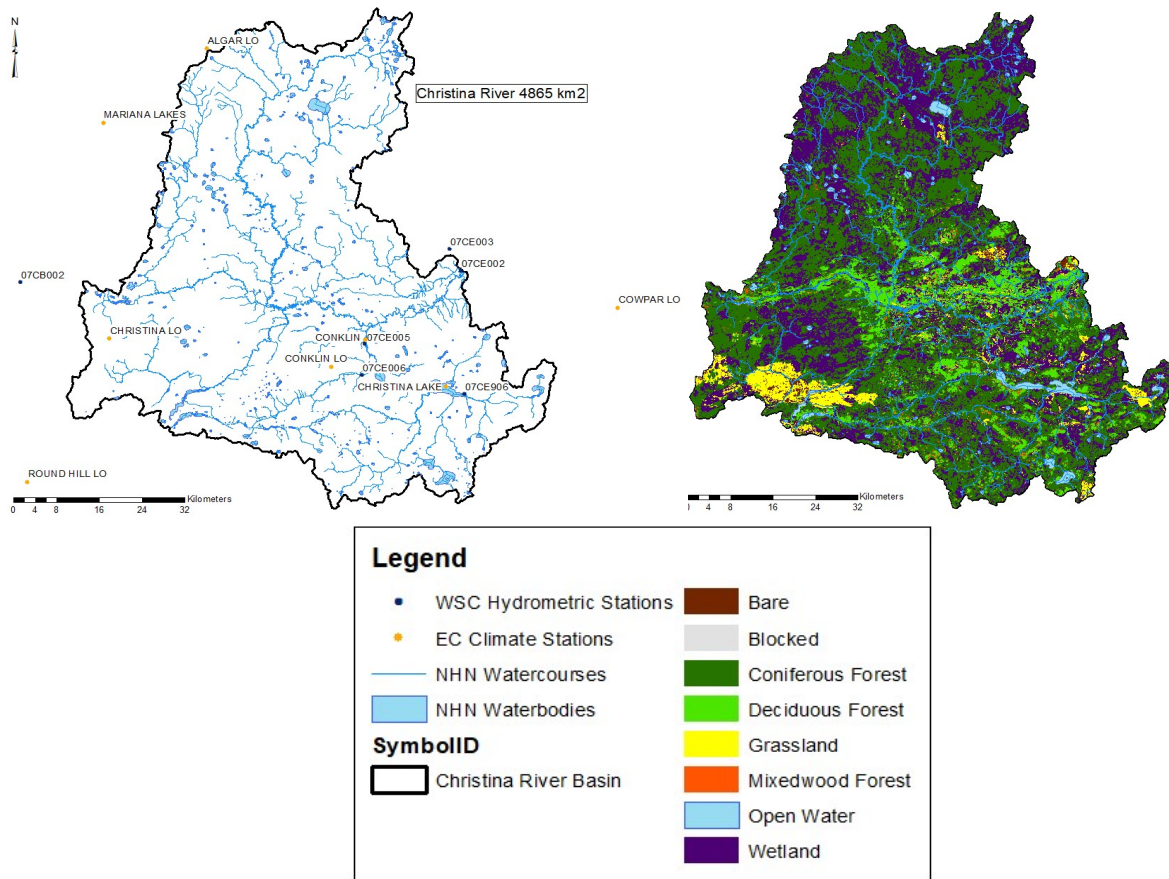 N
ALGAR LO
Christina River 4865 km2
MARIANA LAKES
07CE003
07CE002
07CB002
COWPAR LO
CHRISTINA LO
CONKLIN 07CE005
CONKLIN LO
07CE006
CHRISTINA LAKE
07CE906
ROUND HILL LO
Kilometers
0 4 8 16 24 32
Kilometers
0 4 8 16 24 32
Legend
WSC Hydrometric Stations
EC Climate Stations
NHN Watercourses
NHN Waterbodies
SymbolID
Christina River Basin
Bare
Blocked
Coniferous Forest
Deciduous Forest
Grassland
Mixedwood Forest
Open Water
Wetland